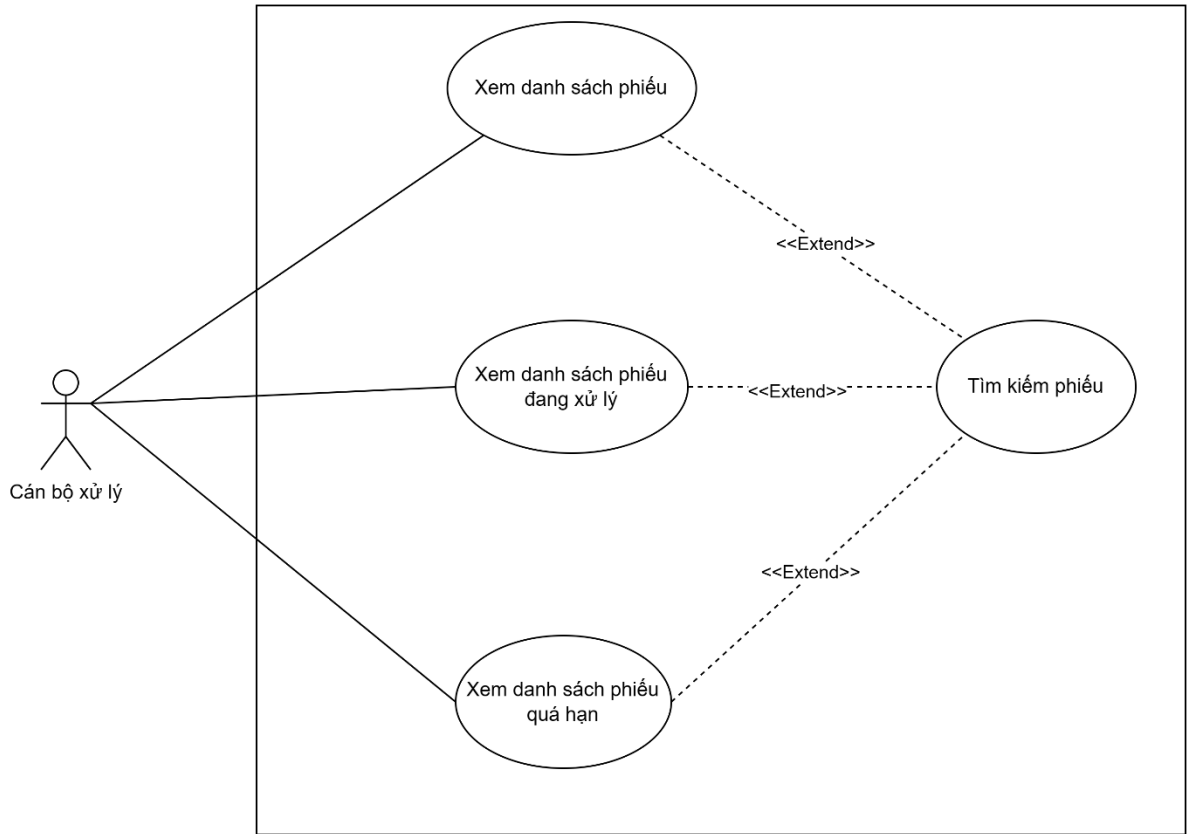 Xem danh sách phiếu
<<Extend>>
Xem danh sách phiếu
đang xử lý
<<Extend>>
Tìm kiếm phiếu
Cán bộ xử lý
<<Extend>>
Xem danh sách phiếu
quá hạn